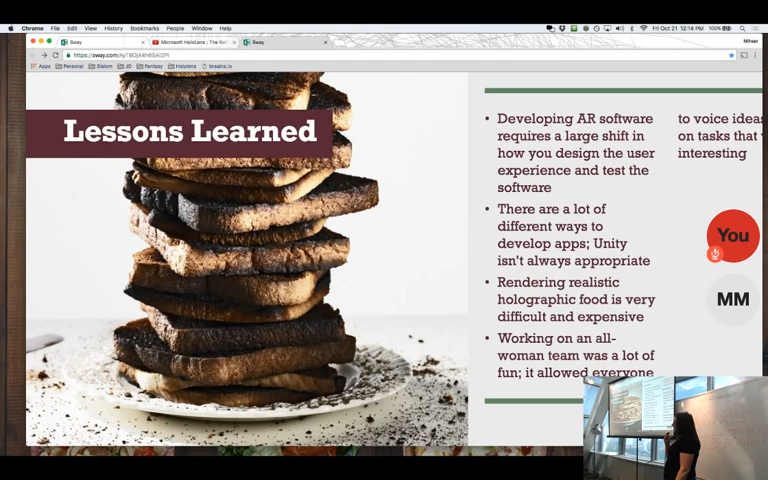 Chrome File Edit View History Bookmarks People Window Help
Fri Oct 21 12:14 PM 100%
Sway
Microsoft HoloLens : The
Sway
https://sway.com/
Apps Personal Slalom JD Fantasy Hololens
Lessons Learned
• Developing AR software
requires a large shift in
how you design the user
experience and test the
software
• There are a lot of
different ways to
develop apps; Unity
isn't always appropriate
• Rendering realistic
holographic food is very
difficult and expensive
• Working on an all-
woman team was a lot of
fun; it allowed everyone
to voice ideas
on tasks that
interesting
You
MM